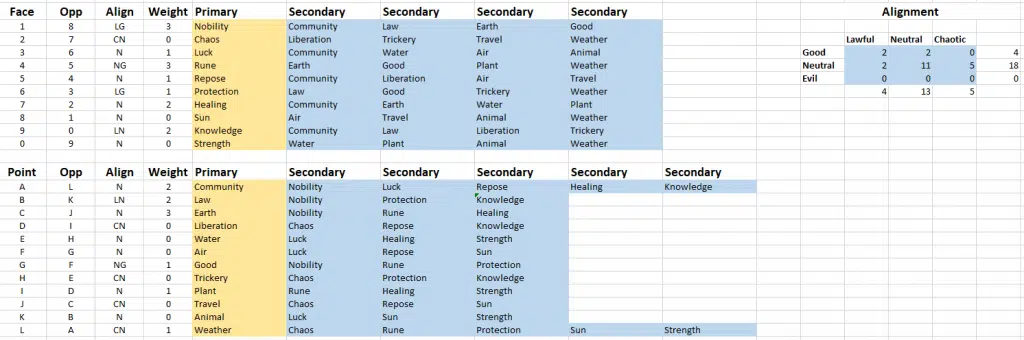 Face Opp Align Weight Primary Secondary Secondary Secondary Secondary Alignment
1 8 LG 3 Nobility Community Law Earth Good
2 7 CN 0 Chaos Liberation Trickery Travel Weather Lawful Neutral Chaotic
3 6 N 1 Luck Community Water Air Animal Good 2 2 0 4
4 5 NG 3 Rune Earth Good Plant Weather Neutral 2 11 5 18
5 4 N 1 Repose Community Liberation Air Travel Evil 0 0 0 0
6 3 LG 1 Protection Law Good Trickery Weather 4 13 5
7 2 N 2 Healing Community Earth Water Plant
8 1 N 0 Sun Air Travel Animal Weather
9 0 LN 2 Knowledge Community Law Liberation Trickery
0 9 N 0 Strength Water Plant Animal Weather
Point Opp Align Weight Primary Secondary Secondary Secondary Secondary Secondary
A L N 2 Community Nobility Luck Repose Healing Knowledge
B K LN 2 Law Nobility Protection Knowledge
C J N 3 Earth Nobility Rune Healing
D I CN 0 Liberation Chaos Repose Knowledge
E H N 0 Water Luck Healing Strength
F G N 0 Air Luck Repose Sun
G F NG 1 Good Nobility Rune Protection
H E CN 0 Trickery Chaos Protection Knowledge
I D N 1 Plant Rune Healing Strength
J C CN 0 Travel Chaos Repose Sun
K B N 0 Animal Luck Sun Strength
L A CN 1 Weather Chaos Rune Protection Sun Strength